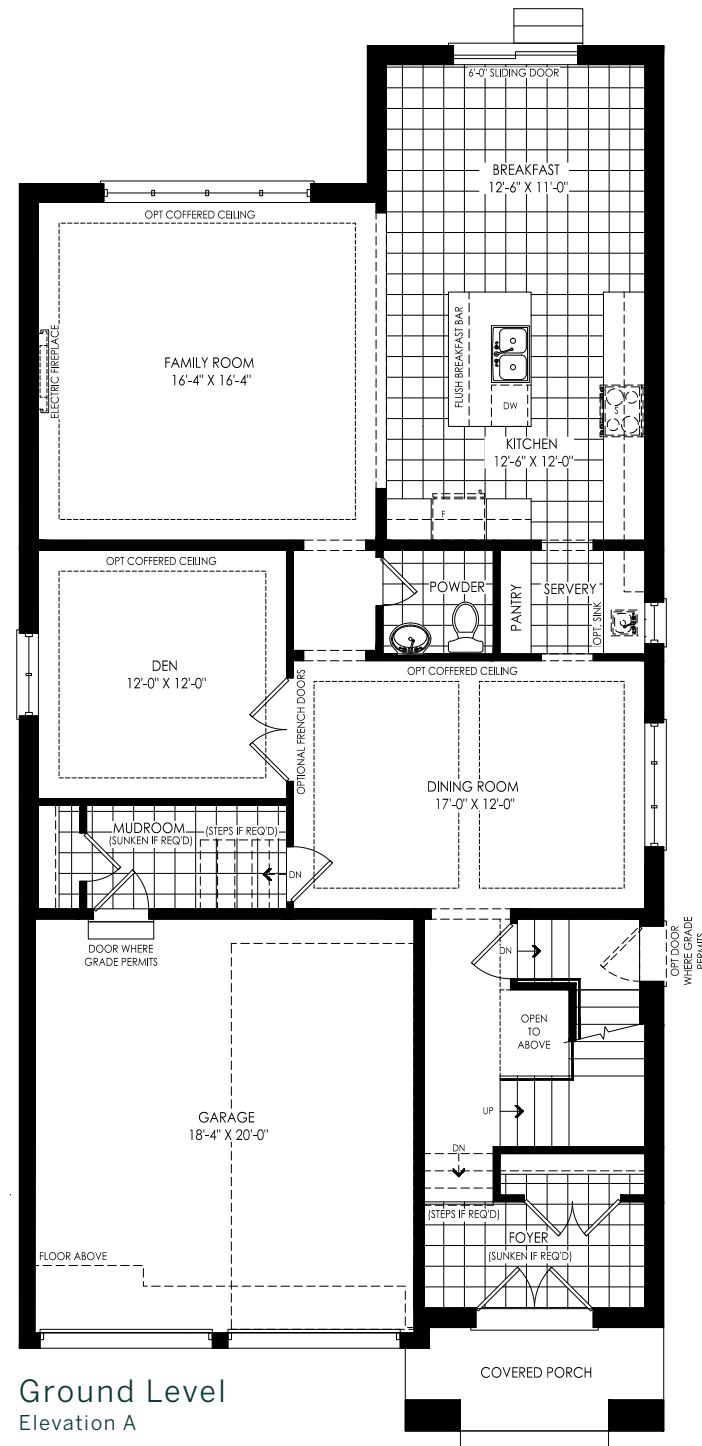 6'-0" SLIDING DOOR
BREAKFAST
12'-6" X 11'-0"
OPT COFFERED CEILING
FAMILY ROOM
16'-4" X 16'-4"
ELECTRIC FIREPLACE
FLUSH BREAKFAST BAR
DW
S
KITCHEN
12'-6" X 12'-0"
F
OPT COFFERED CEILING
POWDER
PANTRY
SERVERY
OPT. SINK
DEN
12'-0" X 12'-0"
OPTIONAL FRENCH DOORS
OPT COFFERED CEILING
DINING ROOM
17'-0" X 12'-0"
MUDROOM
(SUNKEN IF REQ'D)
(STEPS IF REQ'D)
DN
DOOR WHERE
GRADE PERMITS
DN
OPT DOOR
WHERE GRADE
PERMITS
OPEN
TO
ABOVE
UP
GARAGE
18'-4" X 20'-0"
DN
(STEPS IF REQ'D)
FOYER
(SUNKEN IF REQ'D)
FLOOR ABOVE
COVERED PORCH
Ground Level
Elevation A